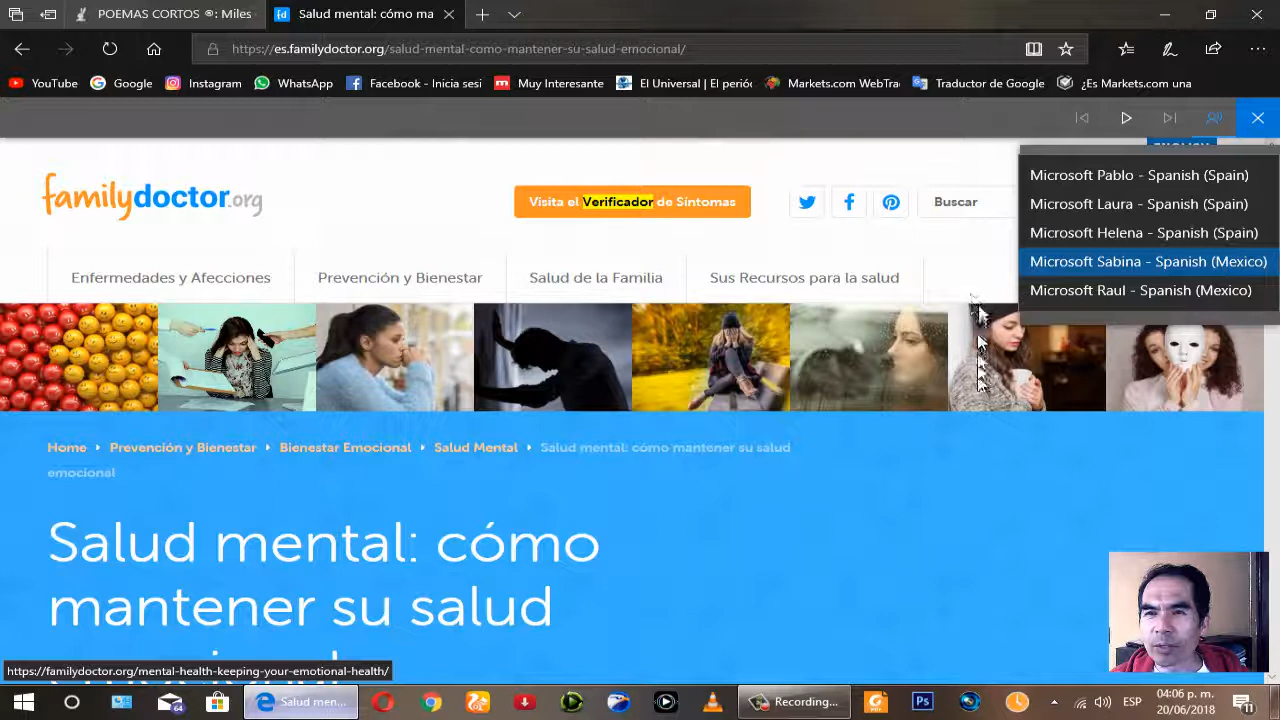 POEMAS CORTOS ®: Miles
Salud mental: cómo ma
https://es.familydoctor.org/salud-mental-como-mantener-su-salud-emocional/
YouTube
Google
Instagram
WhatsApp
Facebook - Inicia sesi
Muy Interesante
El Universal | El perióc
Markets.com WebTra
Traductor de Google
¿Es Markets.com una
familydoctor.org
Visita el Verificador de Síntomas
Buscar
Microsoft Pablo - Spanish (Spain)
Microsoft Laura - Spanish (Spain)
Microsoft Helena - Spanish (Spain)
Microsoft Sabina - Spanish (Mexico)
Microsoft Raul - Spanish (Mexico)
Enfermedades y Afecciones
Prevención y Bienestar
Salud de la Familia
Sus Recursos para la salud
Home
Prevención y Bienestar
Bienestar Emocional
Salud Mental
Salud mental: cómo mantener su salud
emocional
Salud mental: cómo
mantener su salud
https://familydoctor.org/mental-health-keeping-your-emotional-health/
64
Salud men...
Recording...
Ps
ESP
04:06 p. m.
20/06/2018
11